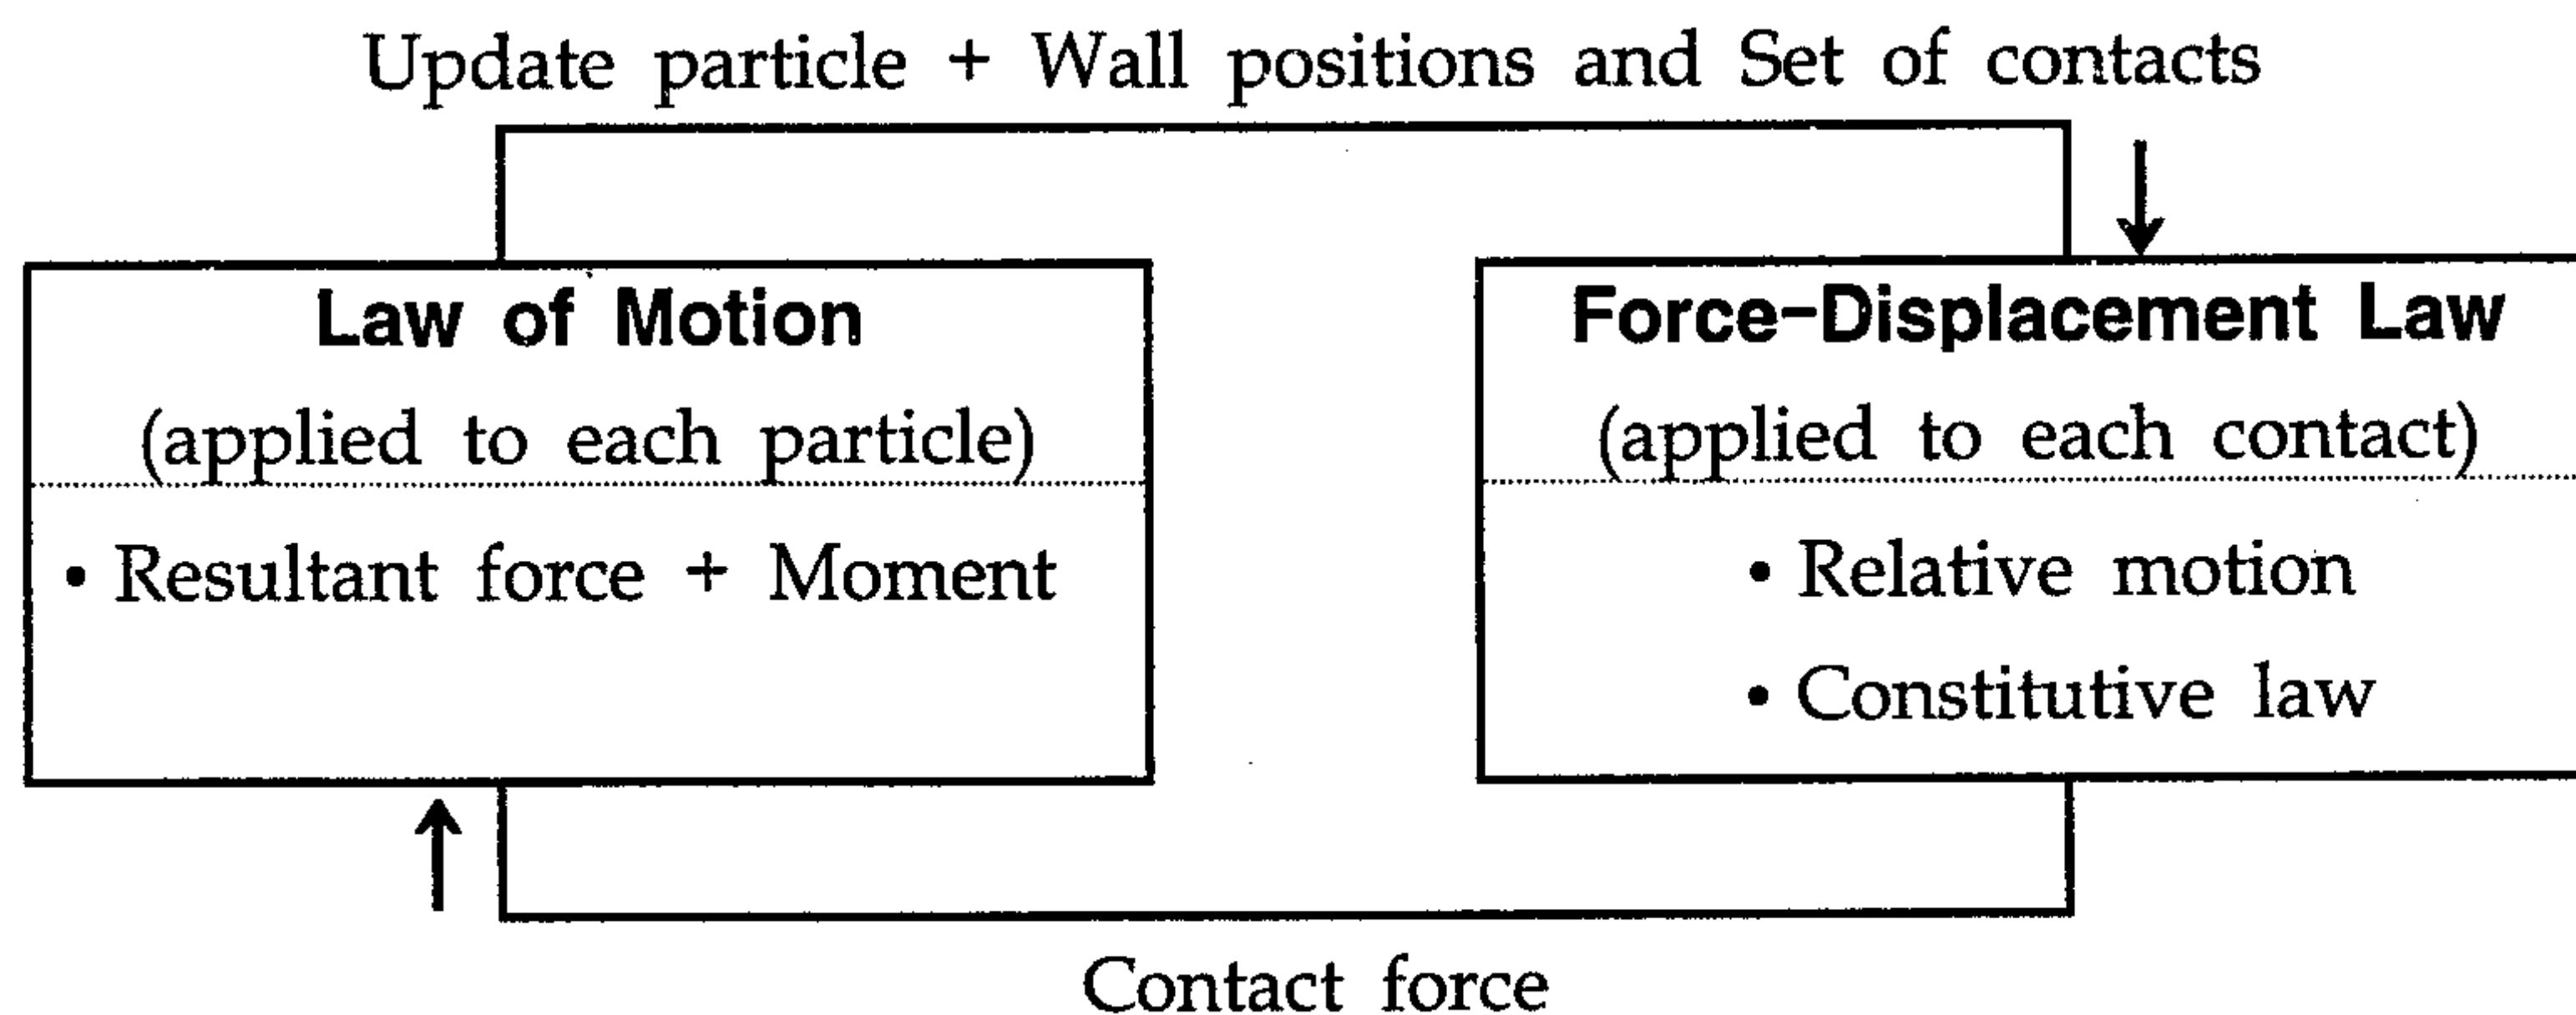 Update particle + Wall positions and Set of contacts
Law of Motion
(applied to each particle)
• Resultant force + Moment
Force-Displacement Law
(applied to each contact)
• Relative motion
• Constitutive law
Contact force